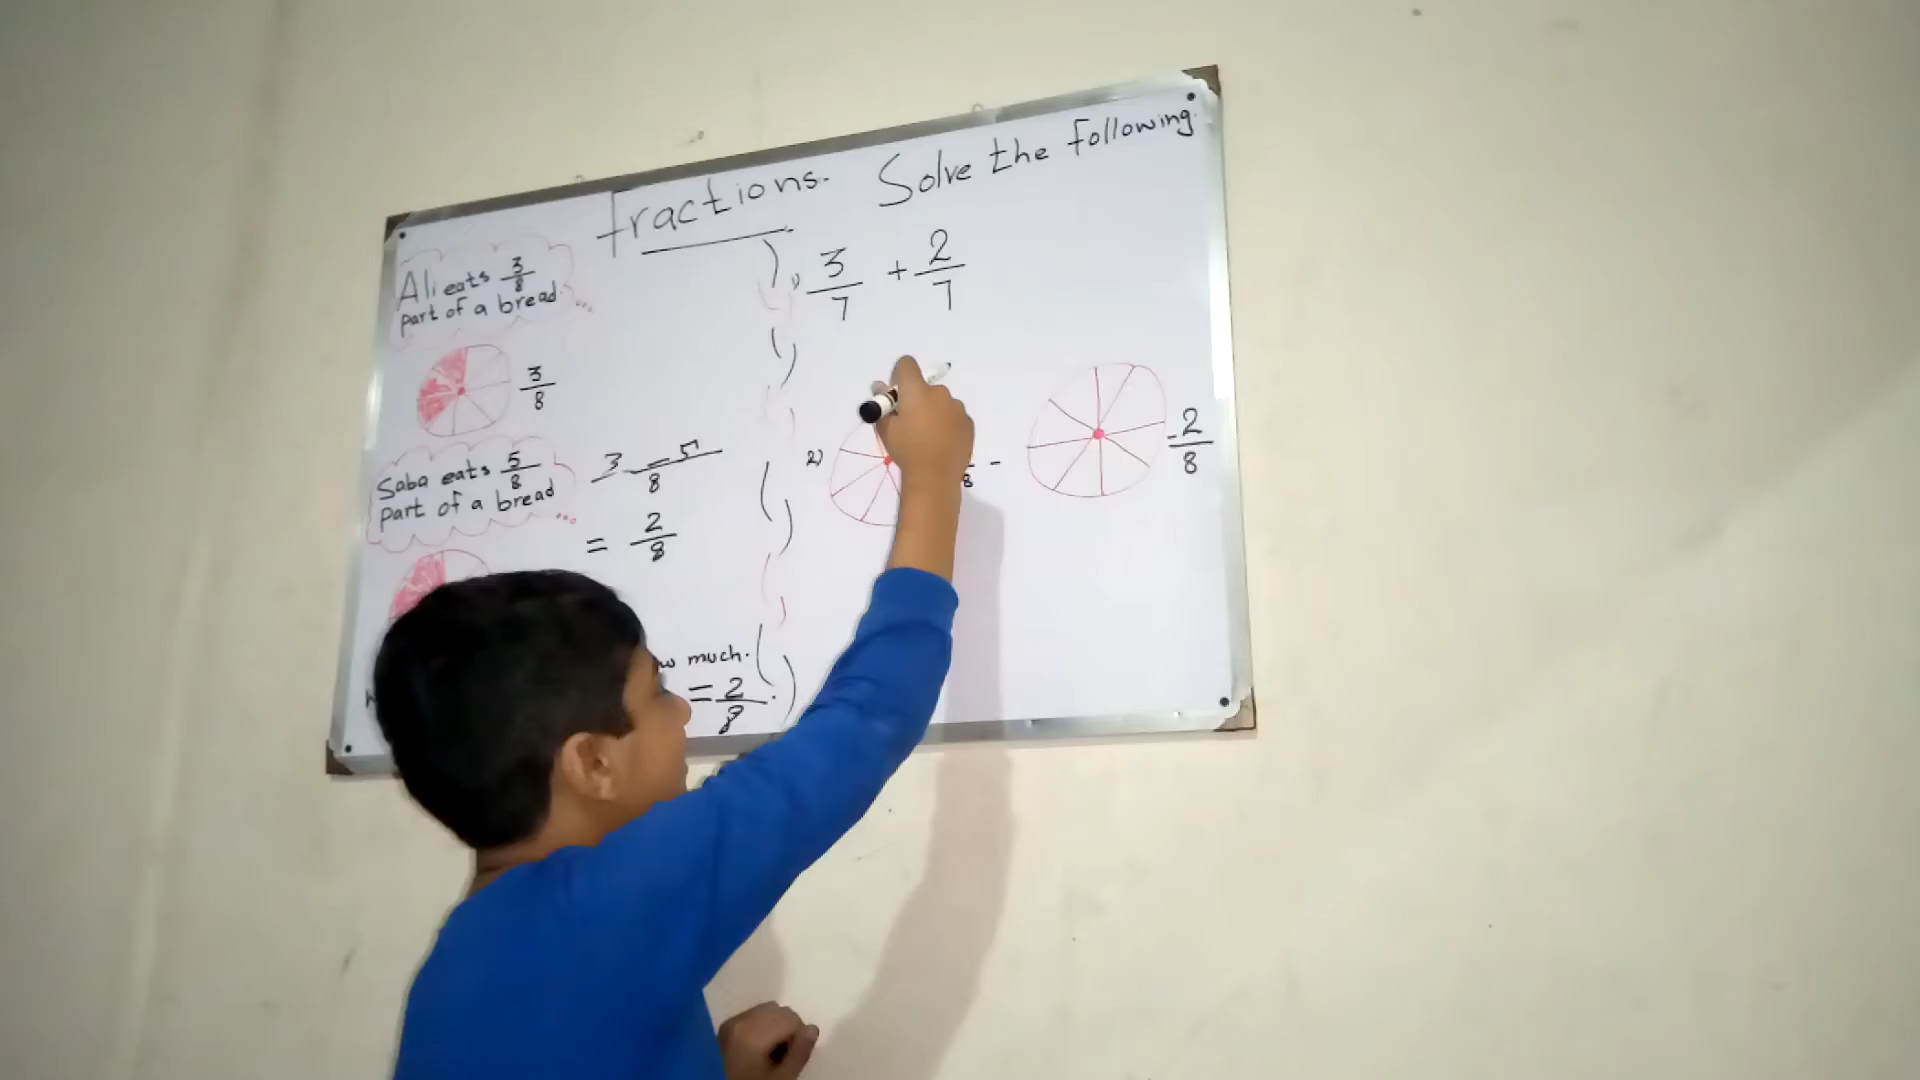 Fractions.
Ali eats 3/8
part of a bread.
3/8
Saba eats 5/8
part of a bread
3 - 5
8
= 2/8
much.
= 2/8.
Solve the following.
1) 3/7 + 2/7
2)
8 - - 2/8